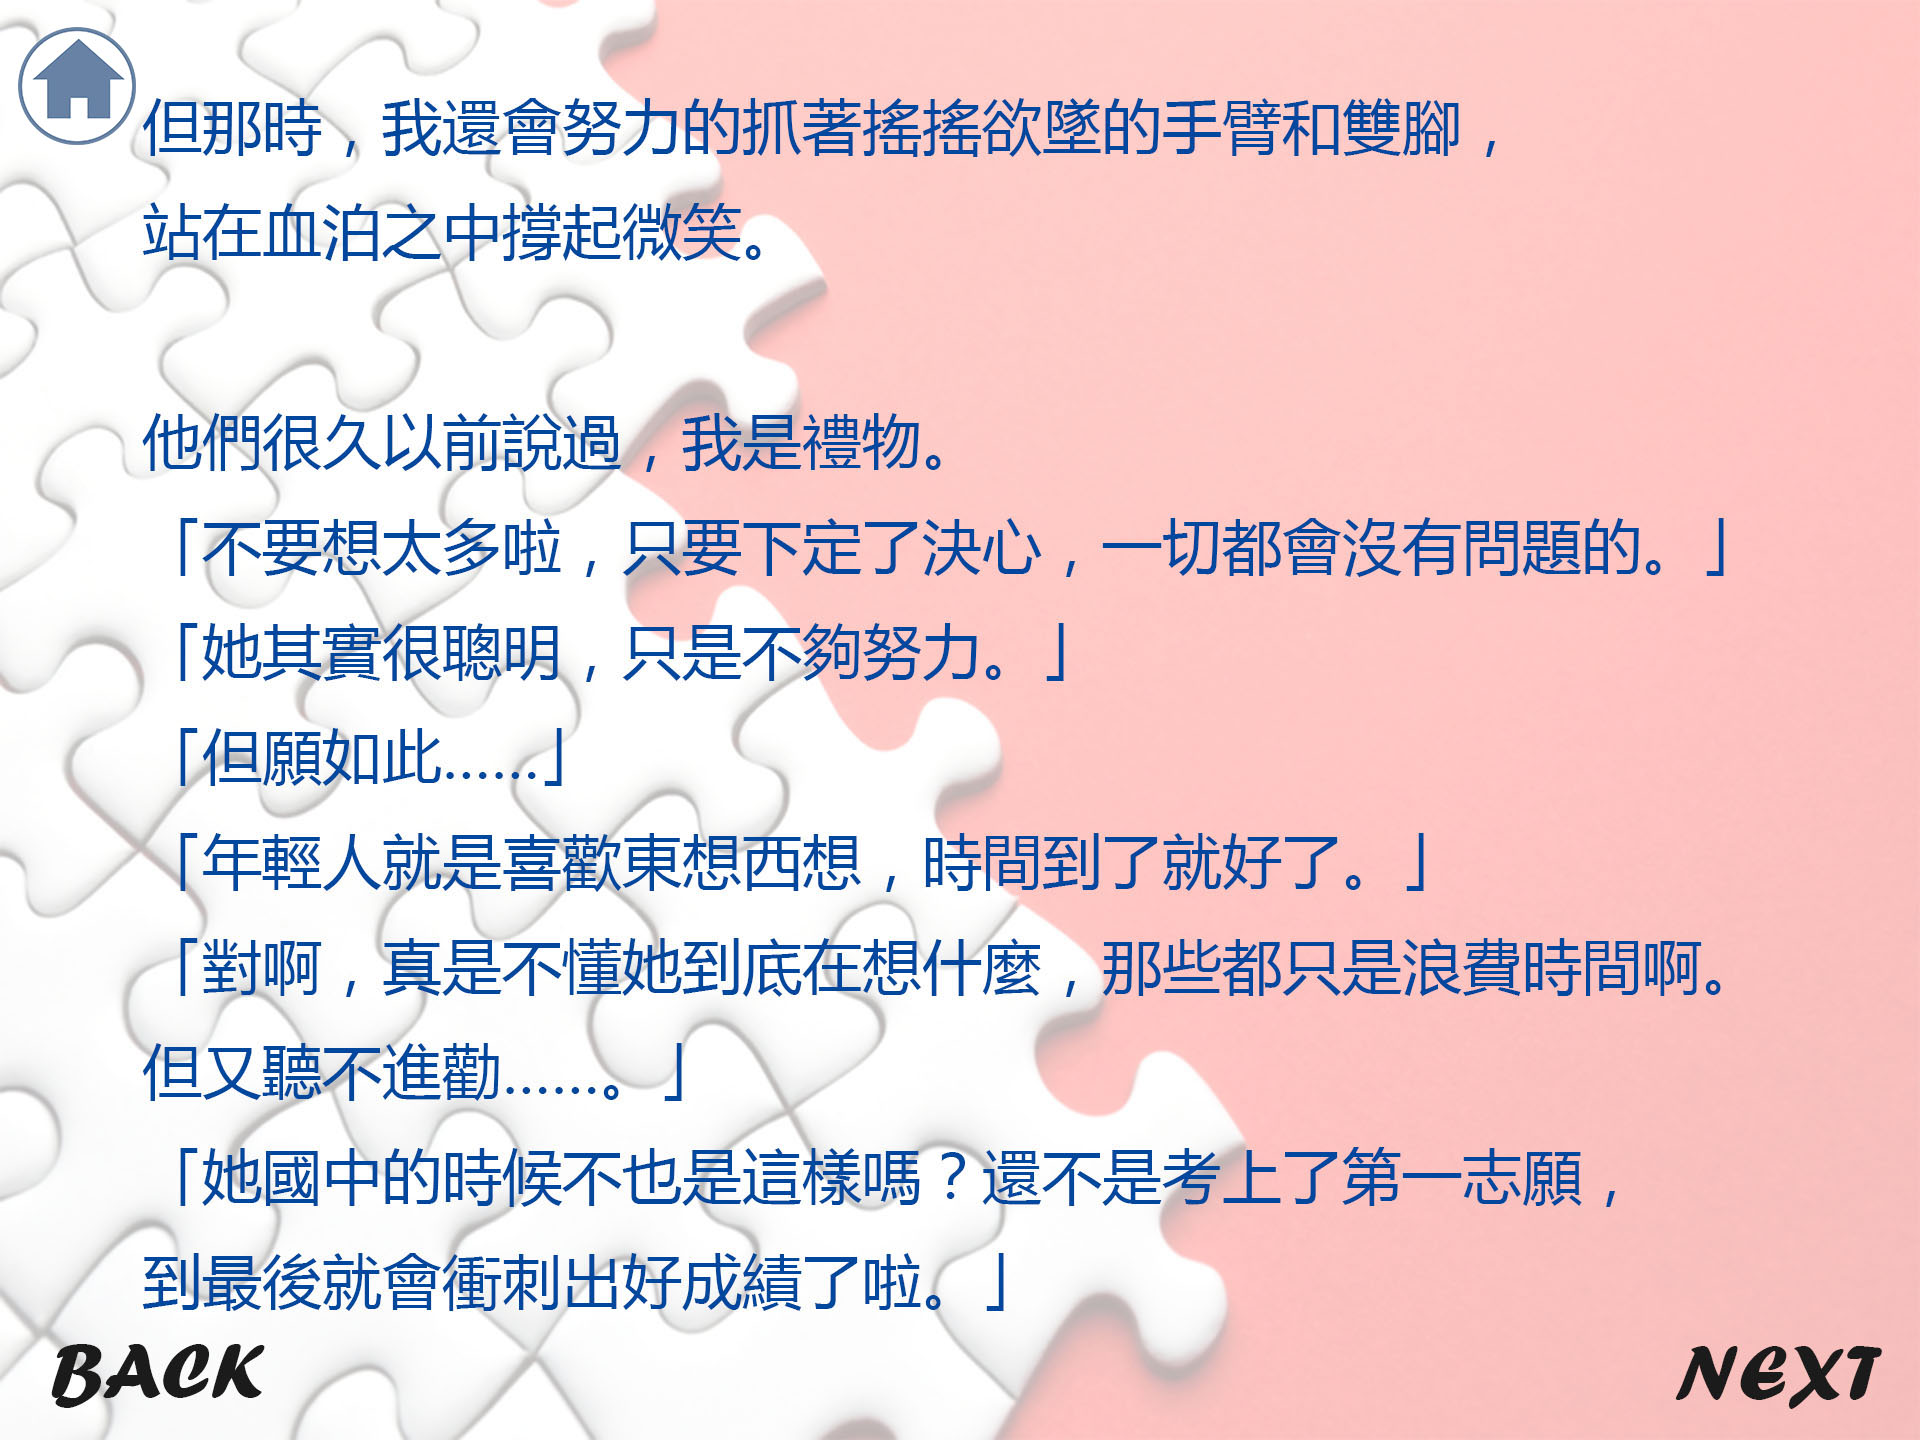 但那時，我還會努力的抓著搖搖欲墜的手臂和雙腳，
站在血泊之中撐起微笑。
他們很久以前說過，我是禮物。
「不要想太多啦，只要下定了決心，一切都會沒有問題的。」
「她其實很聰明，只是不夠努力。」
「但願如此……」
「年輕人就是喜歡東想西想，時間到了就好了。」
「對啊，真是不懂她到底在想什麼，那些都只是浪費時間啊。
但又聽不進勸……。」
「她國中的時候不也是這樣嗎？還不是考上了第一志願，
到最後就會衝刺出好成績了啦。」
BACK
NEXT